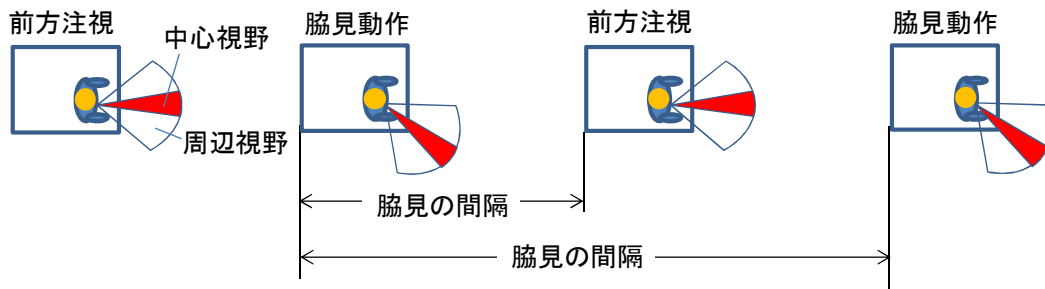 前方注視
脇見動作
前方注視
脇見動作
中心視野
周辺視野
脇見の間隔
脇見の間隔